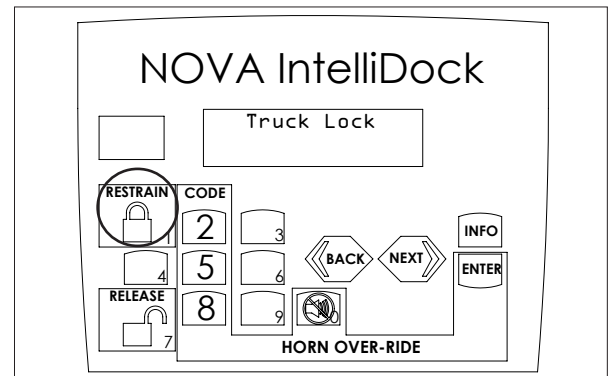 NOVA IntelliDock
Truck Lock
RESTRAIN
1
CODE
2
3
4
5
6
BACK
NEXT
INFO
ENTER
RELEASE
7
8
9
0
HORN OVER-RIDE